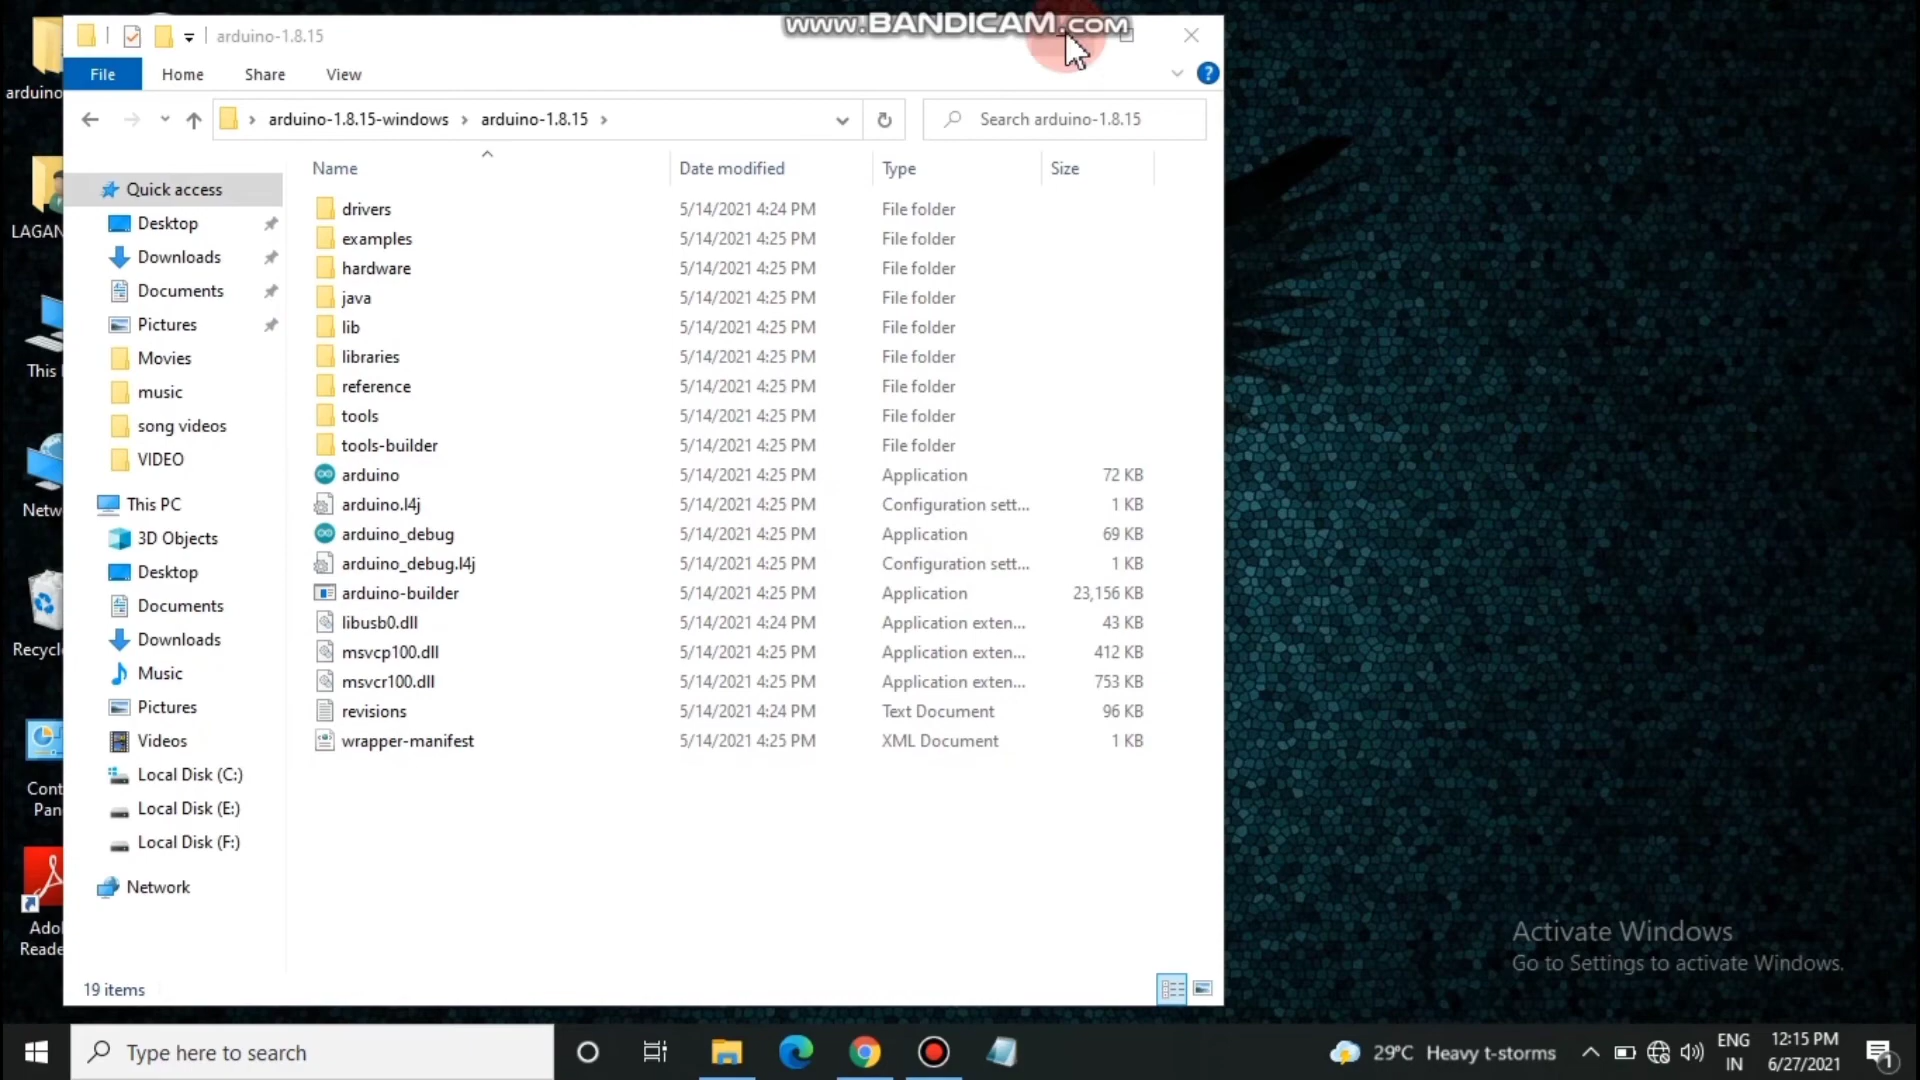 www.BANDICAM.com
arduino-1.8.15
File Home Share View
arduino-1.8.15-windows arduino-1.8.15
Search arduino-1.8.15
Name Date modified Type Size
Quick access
Desktop
Downloads
Documents
Pictures
Movies
music
song videos
VIDEO
This PC
3D Objects
Desktop
Documents
Downloads
Music
Pictures
Videos
Local Disk (C:)
Local Disk (E:)
Local Disk (F:)
Network
drivers 5/14/2021 4:24 PM File folder
examples 5/14/2021 4:25 PM File folder
hardware 5/14/2021 4:25 PM File folder
java 5/14/2021 4:25 PM File folder
lib 5/14/2021 4:25 PM File folder
libraries 5/14/2021 4:25 PM File folder
reference 5/14/2021 4:25 PM File folder
tools 5/14/2021 4:25 PM File folder
tools-builder 5/14/2021 4:25 PM File folder
arduino 5/14/2021 4:25 PM Application 72 KB
arduino.l4j 5/14/2021 4:25 PM Configuration sett... 1 KB
arduino_debug 5/14/2021 4:25 PM Application 69 KB
arduino_debug.l4j 5/14/2021 4:25 PM Configuration sett... 1 KB
arduino-builder 5/14/2021 4:25 PM Application 23,156 KB
libusb0.dll 5/14/2021 4:24 PM Application exten... 43 KB
msvcp100.dll 5/14/2021 4:25 PM Application exten... 412 KB
msvcr100.dll 5/14/2021 4:25 PM Application exten... 753 KB
revisions 5/14/2021 4:24 PM Text Document 96 KB
wrapper-manifest 5/14/2021 4:25 PM XML Document 1 KB
19 items
arduino
LAGAN
This
Netw
Recycl
Cont
Pan
Ado
Reade
Activate Windows
Go to Settings to activate Windows.
Type here to search
29°C Heavy t-storms
ENG
IN
12:15 PM
6/27/2021
1